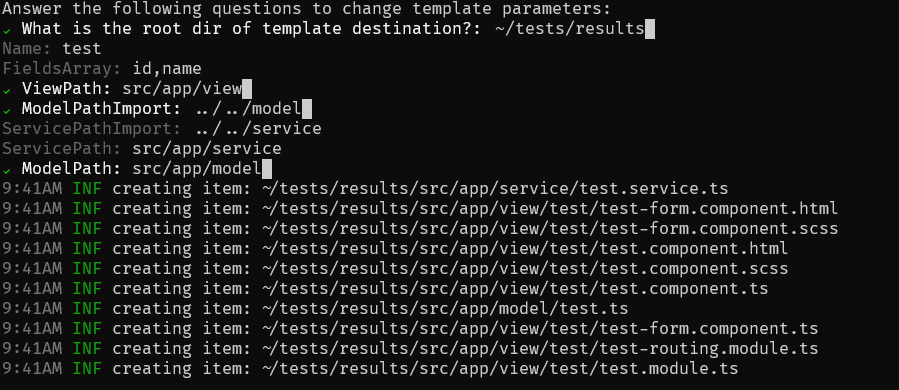 Answer the following questions to change template parameters:
✓ What is the root dir of template destination?: ~/tests/results
Name: test
FieldsArray: id,name
✓ ViewPath: src/app/view
✓ ModelPathImport: ../../model
ServicePathImport: ../../service
ServicePath: src/app/service
✓ ModelPath: src/app/model
9:41AM INF creating item: ~/tests/results/src/app/service/test.service.ts
9:41AM INF creating item: ~/tests/results/src/app/view/test/test-form.component.html
9:41AM INF creating item: ~/tests/results/src/app/view/test/test-form.component.scss
9:41AM INF creating item: ~/tests/results/src/app/view/test/test.component.html
9:41AM INF creating item: ~/tests/results/src/app/view/test/test.component.scss
9:41AM INF creating item: ~/tests/results/src/app/view/test/test.component.ts
9:41AM INF creating item: ~/tests/results/src/app/model/test.ts
9:41AM INF creating item: ~/tests/results/src/app/view/test/test-form.component.ts
9:41AM INF creating item: ~/tests/results/src/app/view/test/test-routing.module.ts
9:41AM INF creating item: ~/tests/results/src/app/view/test/test.module.ts